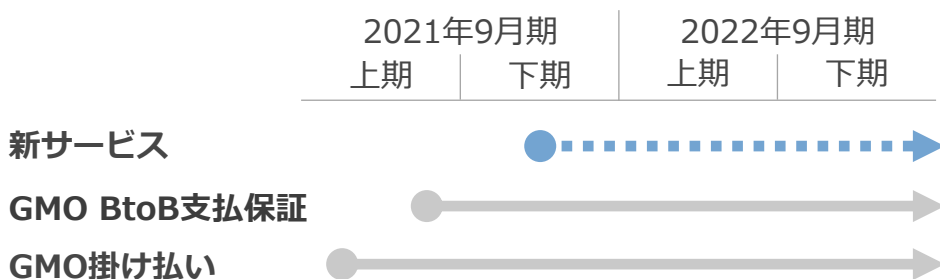 2021年9月期 2022年9月期
上期 下期 上期 下期
新サービス
GMO BtoB支払保証
GMO掛け払い